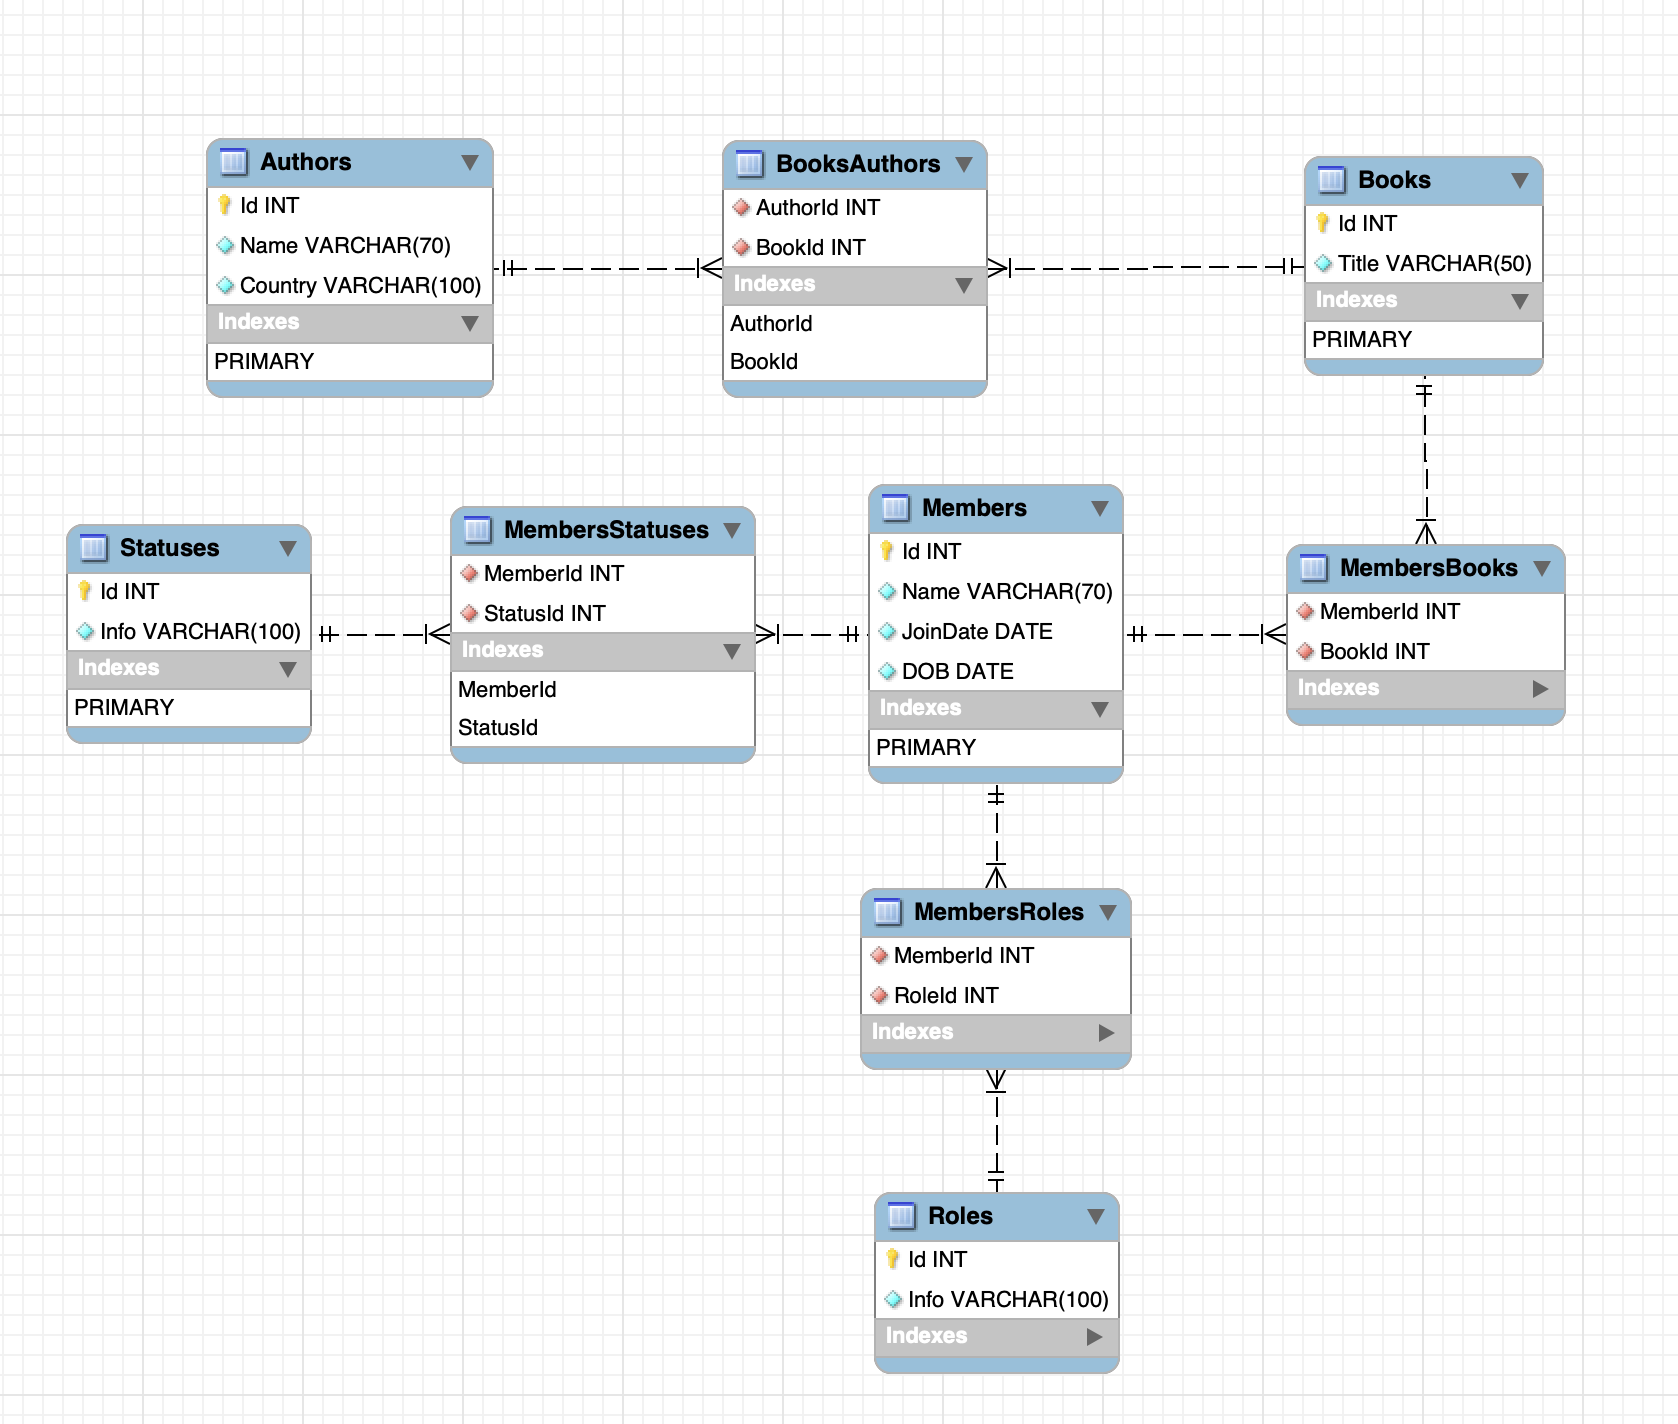 Authors
Id INT
Name VARCHAR(70)
Country VARCHAR(100)
Indexes
PRIMARY
BooksAuthors
AuthorId INT
BookId INT
Indexes
AuthorId
BookId
Books
Id INT
Title VARCHAR(50)
Indexes
PRIMARY
Statuses
Id INT
Info VARCHAR(100)
Indexes
PRIMARY
MembersStatuses
MemberId INT
StatusId INT
Indexes
MemberId
StatusId
Members
Id INT
Name VARCHAR(70)
JoinDate DATE
DOB DATE
Indexes
PRIMARY
MembersBooks
MemberId INT
BookId INT
Indexes
MembersRoles
MemberId INT
RoleId INT
Indexes
Roles
Id INT
Info VARCHAR(100)
Indexes